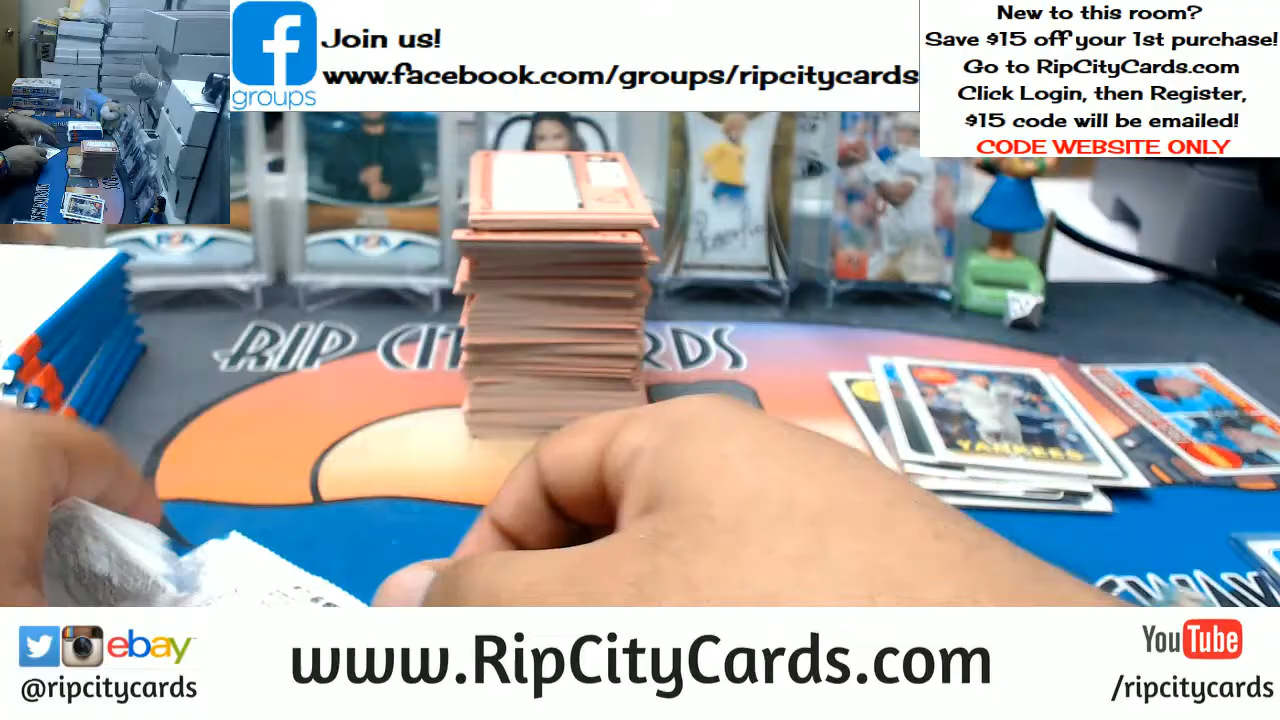 Join us!
www.facebook.com/groups/ripcitycards
groups
New to this room?
Save $15 off your 1st purchase!
Go to RipCityCards.com
Click Login, then Register,
$15 code will be emailed!
CODE WEBSITE ONLY
RIP CI RDS
YANKEES
ebay
@ripcitycards
www.RipCityCards.com
YouTube
/ripcitycards